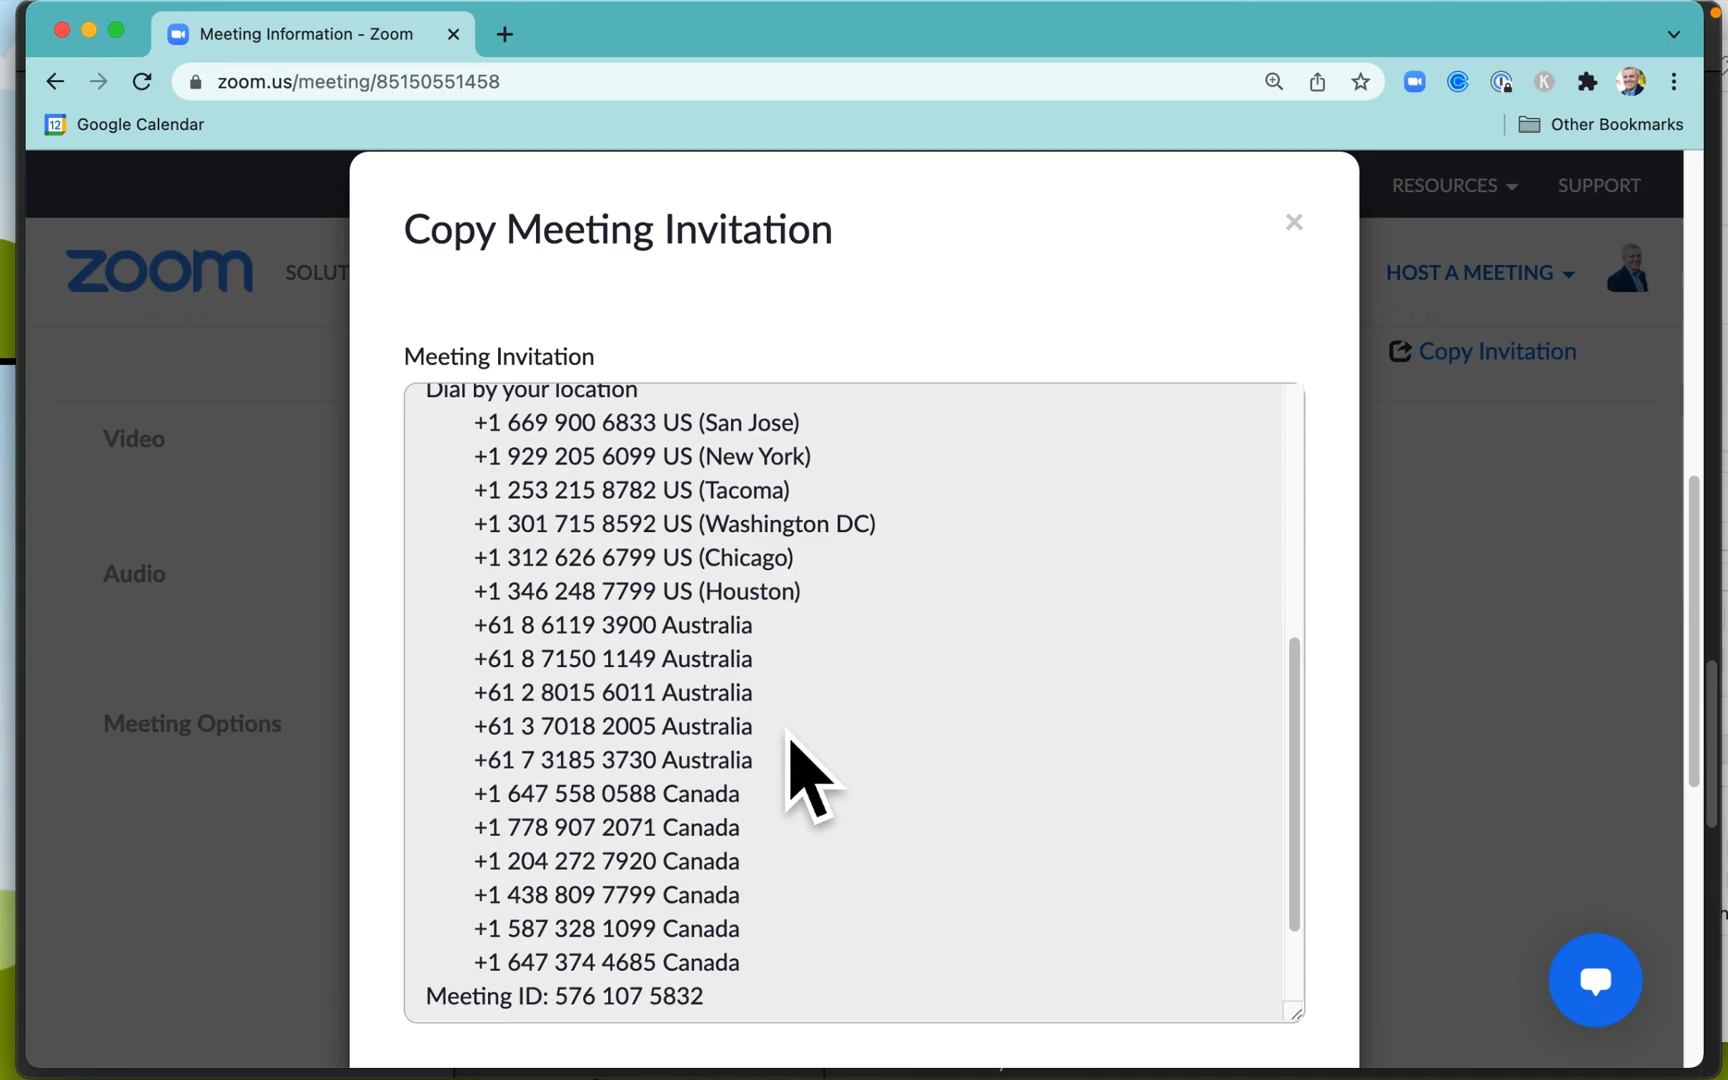 Meeting Information - Zoom
zoom.us/meeting/85150551458
K
12 Google Calendar
Other Bookmarks
RESOURCES
SUPPORT
Copy Meeting Invitation
zoom
SOLUT
HOST A MEETING
Meeting Invitation
Copy Invitation
Dial by your location
+1 669 900 6833 US (San Jose)
+1 929 205 6099 US (New York)
+1 253 215 8782 US (Tacoma)
+1 301 715 8592 US (Washington DC)
+1 312 626 6799 US (Chicago)
+1 346 248 7799 US (Houston)
+61 8 6119 3900 Australia
+61 8 7150 1149 Australia
+61 2 8015 6011 Australia
+61 3 7018 2005 Australia
+61 7 3185 3730 Australia
+1 647 558 0588 Canada
+1 778 907 2071 Canada
+1 204 272 7920 Canada
+1 438 809 7799 Canada
+1 587 328 1099 Canada
+1 647 374 4685 Canada
Meeting ID: 576 107 5832
Video
Audio
Meeting Options